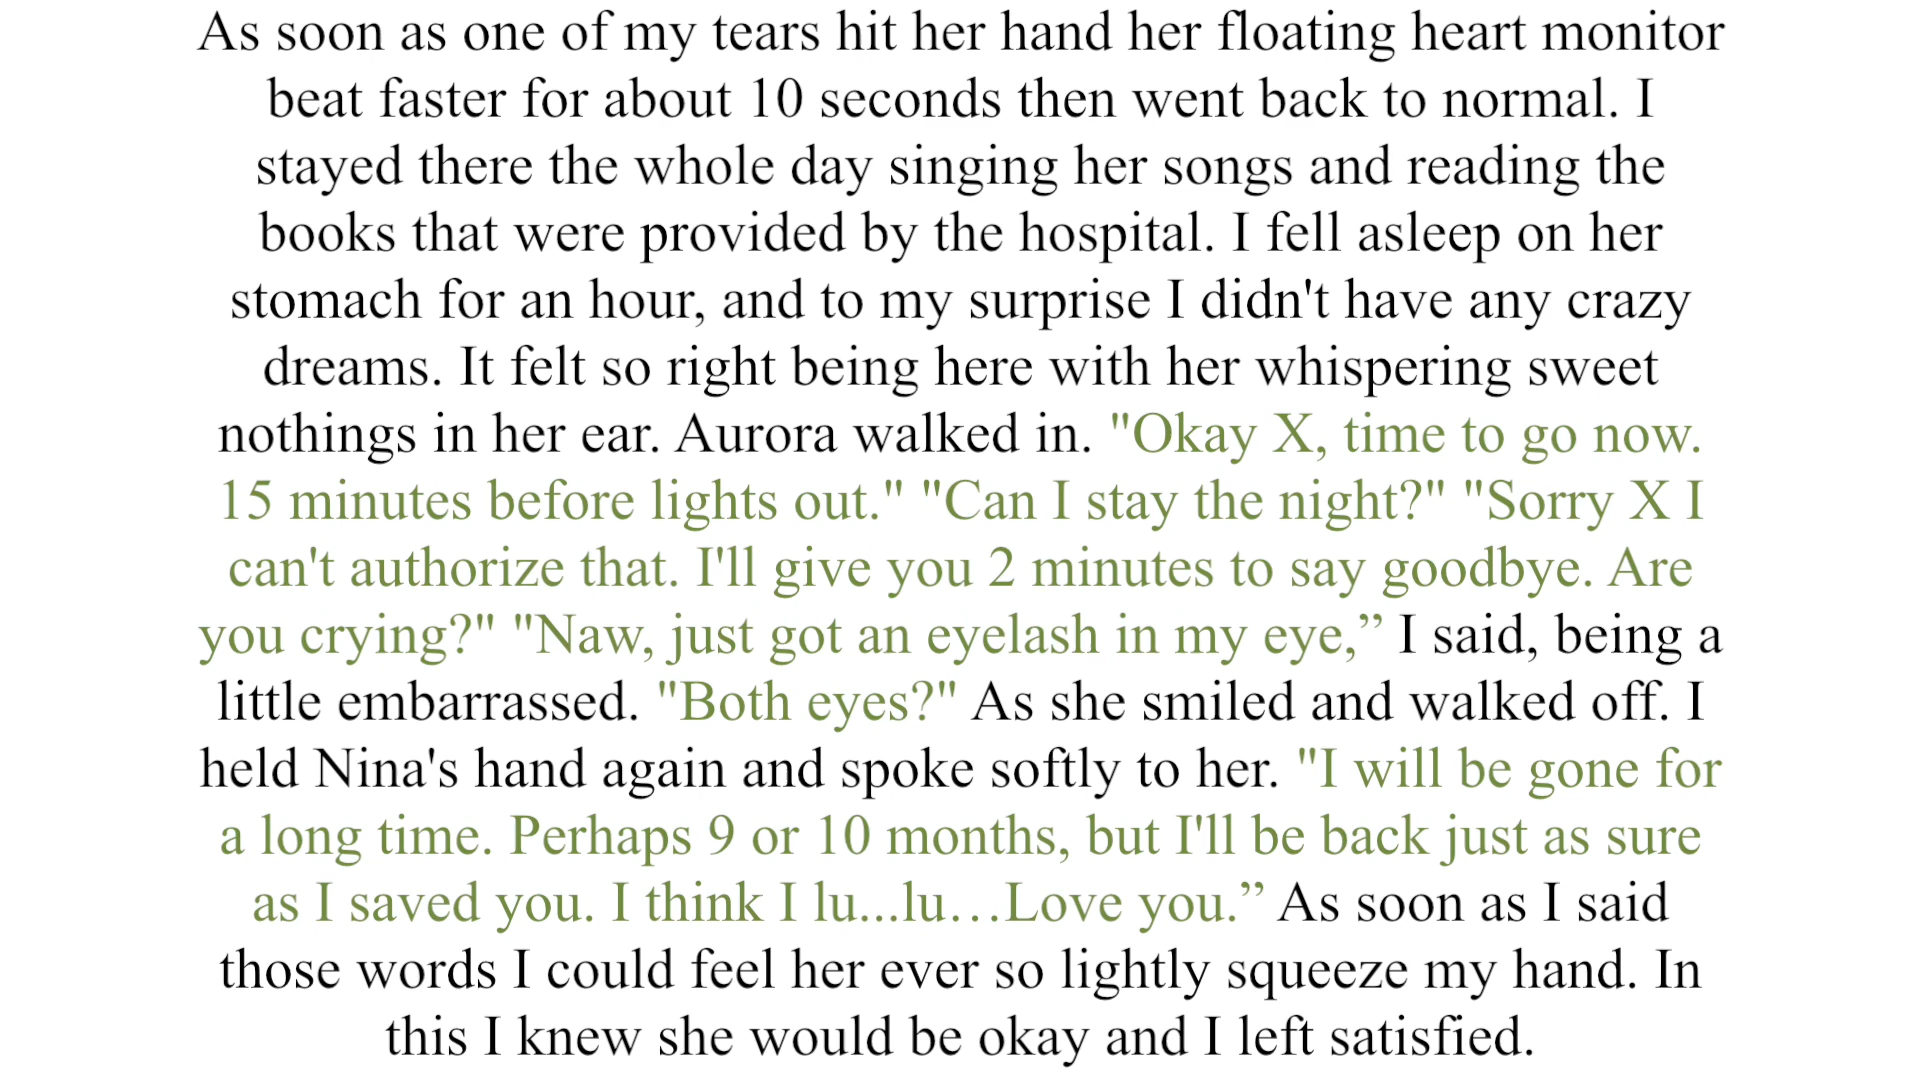 As soon as one of my tears hit her hand her floating heart monitor
beat faster for about 10 seconds then went back to normal. I
stayed there the whole day singing her songs and reading the
books that were provided by the hospital. I fell asleep on her
stomach for an hour, and to my surprise I didn't have any crazy
dreams. It felt so right being here with her whispering sweet
nothings in her ear. Aurora walked in. "Okay X, time to go now.
15 minutes before lights out." "Can I stay the night?" "Sorry X I
can't authorize that. I'll give you 2 minutes to say goodbye. Are
you crying?" "Naw, just got an eyelash in my eye,” I said, being a
little embarrassed. "Both eyes?" As she smiled and walked off. I
held Nina's hand again and spoke softly to her. "I will be gone for
a long time. Perhaps 9 or 10 months, but I'll be back just as sure
as I saved you. I think I lu...lu…Love you.” As soon as I said
those words I could feel her ever so lightly squeeze my hand. In
this I knew she would be okay and I left satisfied.